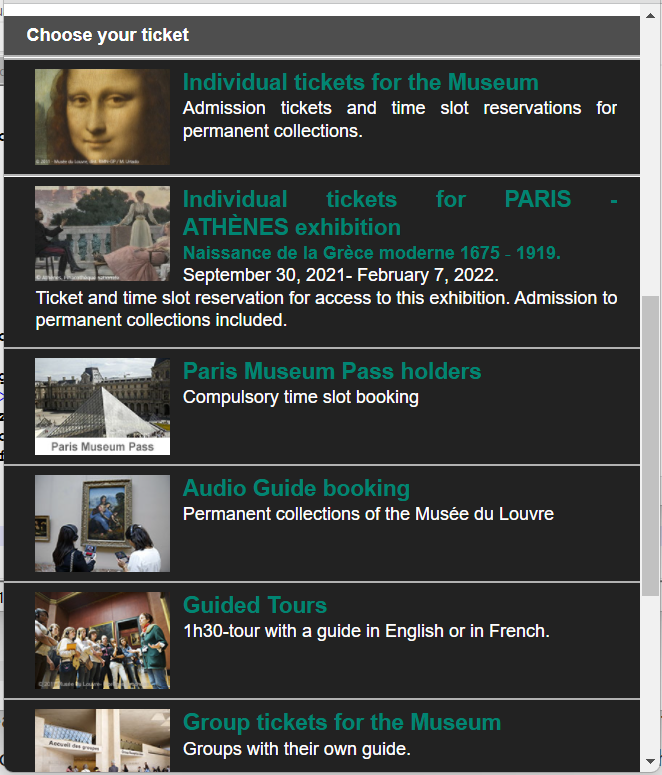 Choose your ticket
Individual tickets for the Museum
Admission tickets and time slot reservations for
permanent collections.
Individual tickets for PARIS -
ATHÈNES exhibition
Naissance de la Grèce moderne 1675 - 1919.
September 30, 2021- February 7, 2022.
Ticket and time slot reservation for access to this exhibition. Admission to
permanent collections included.
Paris Museum Pass holders
Compulsory time slot booking
Paris Museum Pass
Audio Guide booking
Permanent collections of the Musée du Louvre
Guided Tours
1h30-tour with a guide in English or in French.
Group tickets for the Museum
Groups with their own guide.
Accueil des groupes